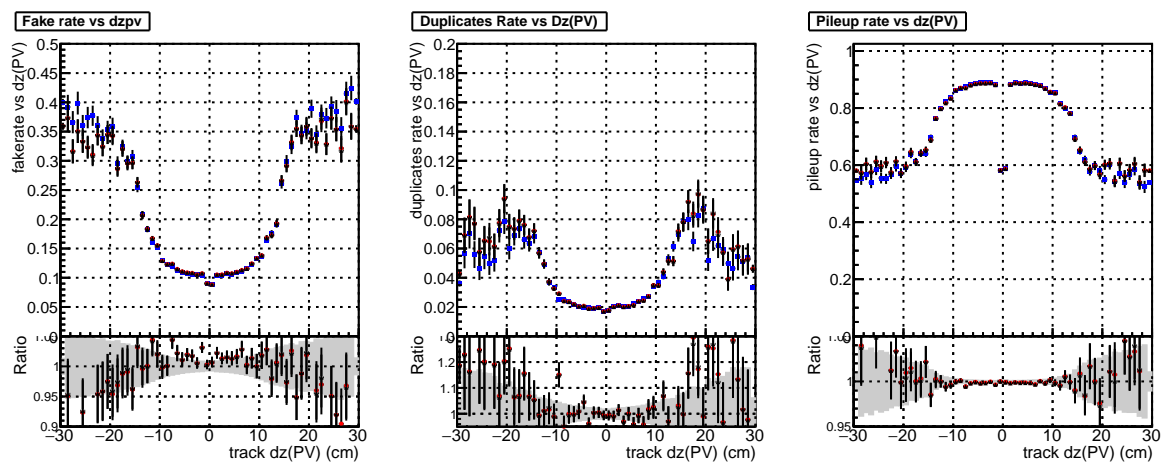 Fake rate vs dzpv
fakerate vs dz(PV)
0.5
0.45
0.4
0.35
0.3
0.25
0.2
0.15
0.1
0.05
0
Ratio
1
0.95
0.9
−30 −20 −10 0 10 20 30
track dz(PV) (cm)
Duplicates Rate vs Dz(PV)
duplicates rate vs dz(PV)
0.2
0.18
0.16
0.14
0.12
0.1
0.08
0.06
0.04
0.02
0
Ratio
1.2
1.1
1
−30 −20 −10 0 10 20 30
track dz(PV) (cm)
Pileup rate vs dz(PV)
pileup rate vs dz(PV)
1
0.8
0.6
0.4
0.2
0
Ratio
1
0.95
−30 −20 −10 0 10 20 30
track dz(PV) (cm)